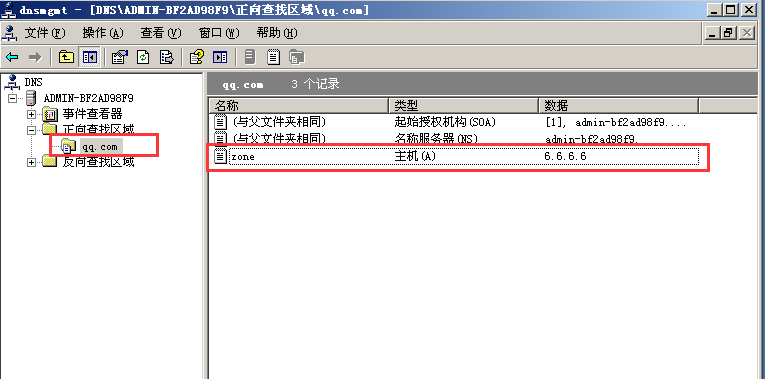 dnsmgmt - [DNS\ADMIN-BF2AD98F9\正向查找区域\qq.com]
文件(F) 操作(A) 查看(V) 窗口(W) 帮助(H)
DNS
ADMIN-BF2AD98F9
事件查看器
正向查找区域
qq.com
反向查找区域
qq.com 3 个记录
名称 类型 数据
(与父文件夹相同) 起始授权机构(SOA) [1], admin-bf2ad98f9....
(与父文件夹相同) 名称服务器(NS) admin-bf2ad98f9.
zone 主机(A) 6.6.6.6